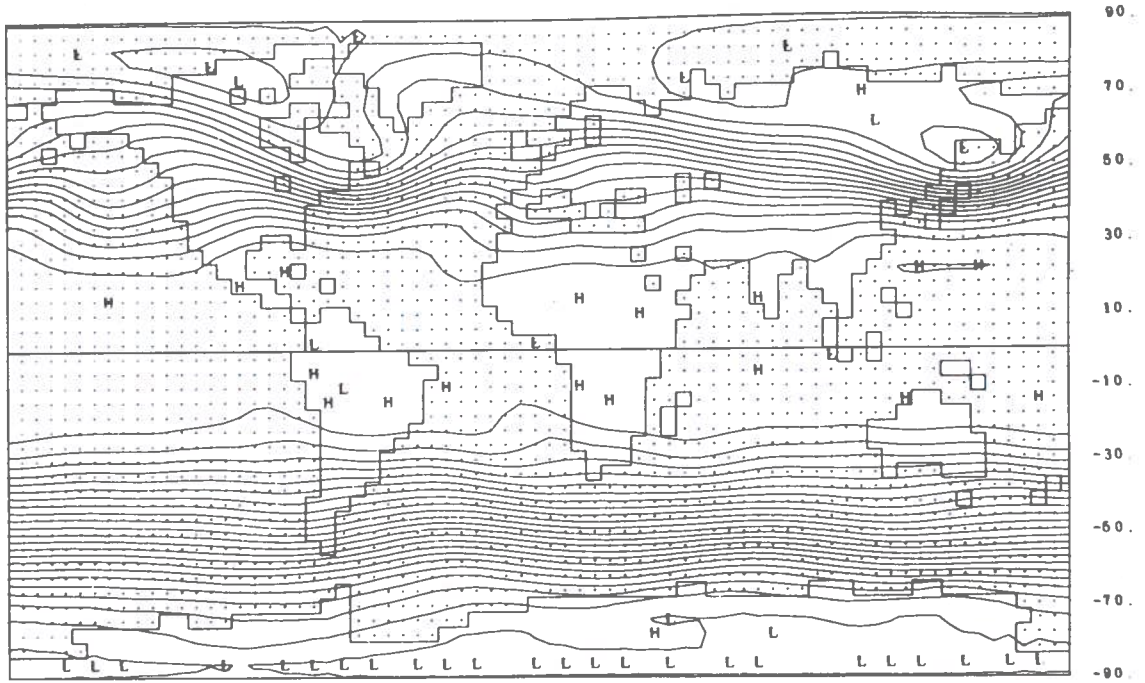 90.
L
L
L L
70.
L
L
H
L
L
50.
30.
H H H
H H
H H H H
10.
L L L
H H
-10.
H L H H H H H H H
-30.
-50.
-70.
L
H L
L L L L L L L L L L L L L L L L L L L L L L L L
-90.